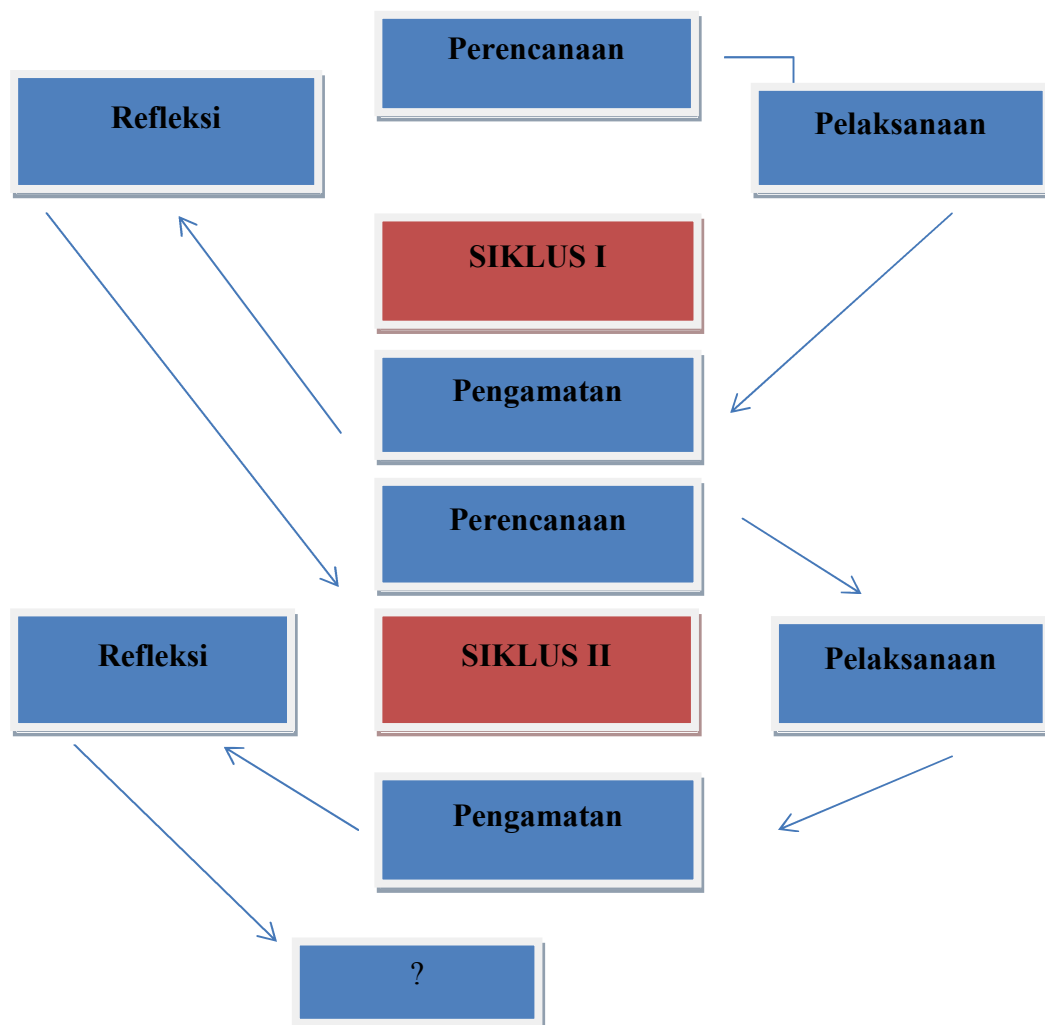 Perencanaan
Refleksi
Pelaksanaan
SIKLUS I
Pengamatan
Perencanaan
Refleksi
SIKLUS II
Pelaksanaan
Pengamatan
?